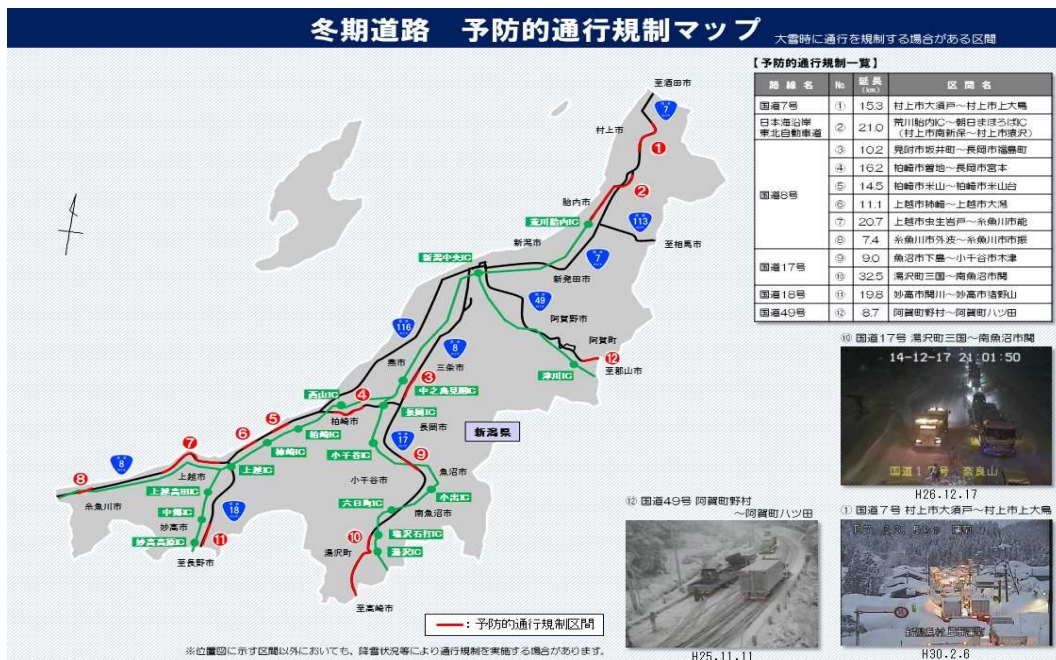 冬期道路 予防的通行規制マップ
大雪時に通行を規制する場合がある区間
【予防的通行規制一覧】
路線名 No. 延長(km) 区間名
国道7号 ① 15.3 村上市大須戸～村上市上大鳥
日本海沿岸東北自動車道 ② 21.0 荒川胎内IC～朝日まほろばIC
(村上市南新保～村上市猿沢)
国道8号 ③ 10.2 見附市坂井町～長岡市福島町
④ 16.2 柏崎市曽地～長岡市宮本
⑤ 14.5 柏崎市米山～柏崎市米山台
⑥ 11.1 上越市柿崎～上越市大潟
⑦ 20.7 上越市虫生岩戸～糸魚川市能
⑧ 7.4 糸魚川市外波～糸魚川市市振
国道17号 ⑨ 9.0 魚沼市下島～小千谷市木津
⑩ 32.5 湯沢町三国～南魚沼市関
国道18号 ⑪ 19.8 妙高市関川～妙高市
国道49号 ⑫ 8.7 阿賀町野村～阿賀町八ツ田
至酒田市
7
村上市
❶
❷
胎内市
荒川胎内IC
113
至相馬市
新潟市
7
新潟中央IC
新発田市
49
阿賀野市
116
8
阿賀町
⓬
燕市
三条市
至郡山市
❸
津川IC
中之島見附IC
西山IC
❹
長岡IC
柏崎市
❺
長岡市
新潟県
柏崎IC
17
❻
柿崎IC
小千谷IC
❾
❼
魚沼市
8
上越市
上越IC
❽
小千谷市
小出IC
上越高田IC
六日町IC
糸魚川市
18
南魚沼市
中郷IC
妙高市
塩沢石打IC
❿
妙高高原IC
⓫
湯沢町
湯沢IC
至長野市
至高崎市
：予防的通行規制区間
※位置図に示す区間以外においても、降雪状況等により通行規制を実施する場合があります。
⑩ 国道17号 湯沢町三国～南魚沼市関
14-12-17 21:01:50
国道17号 奈良山
H26.12.17
⑫ 国道49号 阿賀町野村
～阿賀町八ツ田
H25.11.11
① 国道7号 村上市大須戸～村上市上大鳥
H30.2.6